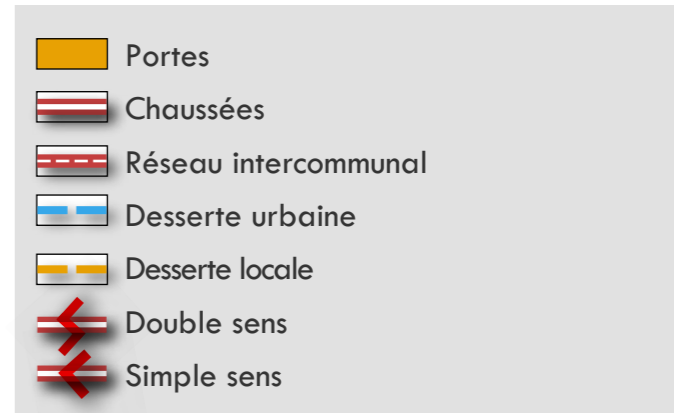 Portes
Chaussées
Réseau intercommunal
Desserte urbaine
Desserte locale
Double sens
Simple sens